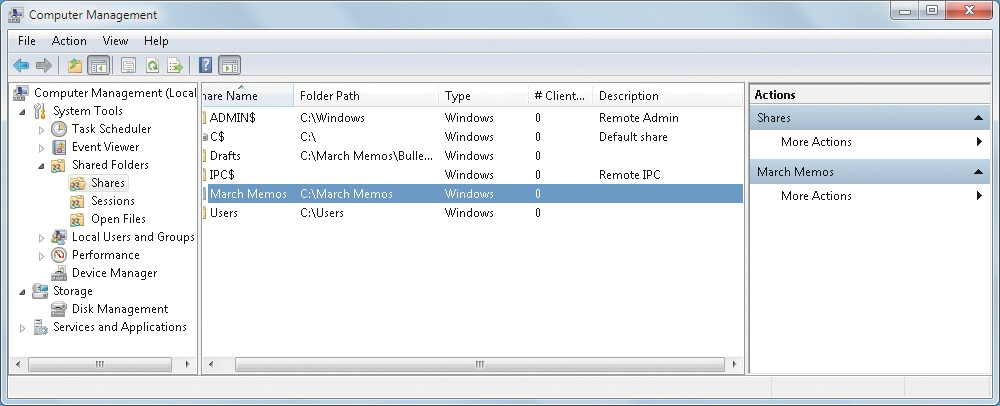 Computer Management
File Action View Help
Computer Management (Local
System Tools
Task Scheduler
Event Viewer
Shared Folders
Shares
Sessions
Open Files
Local Users and Groups
Performance
Device Manager
Storage
Disk Management
Services and Applications
hare Name Folder Path Type # Client... Description
ADMIN$ C:\Windows Windows 0 Remote Admin
C$ C:\ Windows 0 Default share
Drafts C:\March Memos\Bulle... Windows 0
IPC$ Windows 0 Remote IPC
March Memos C:\March Memos Windows 0
Users C:\Users Windows 0
Actions
Shares
More Actions
March Memos
More Actions